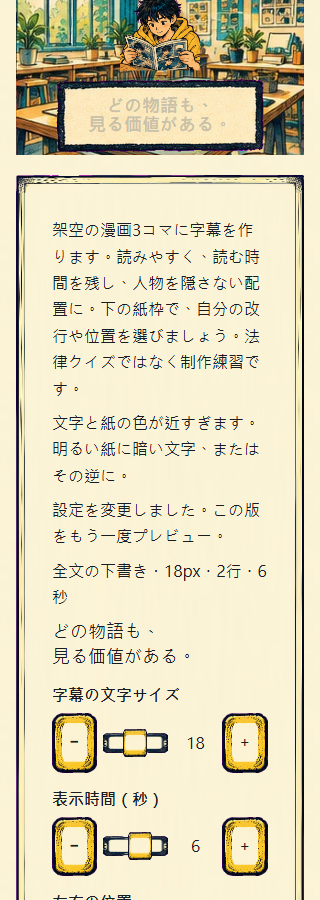 どの物語も、
見る価値がある。
架空の漫画3コマに字幕を作
ります。読みやすく、読む時
間を残し、人物を隠さない配
置に。下の紙枠で、自分の改
行や位置を選びましょう。法
律クイズではなく制作練習で
す。
文字と紙の色が近すぎます。
明るい紙に暗い文字、または
その逆に。
設定を変更しました。この版
をもう一度プレビュー。
全文の下書き・18px・2行・6
秒
どの物語も、
見る価値がある。
字幕の文字サイズ
− 18 +
表示時間（秒）
− 6 +